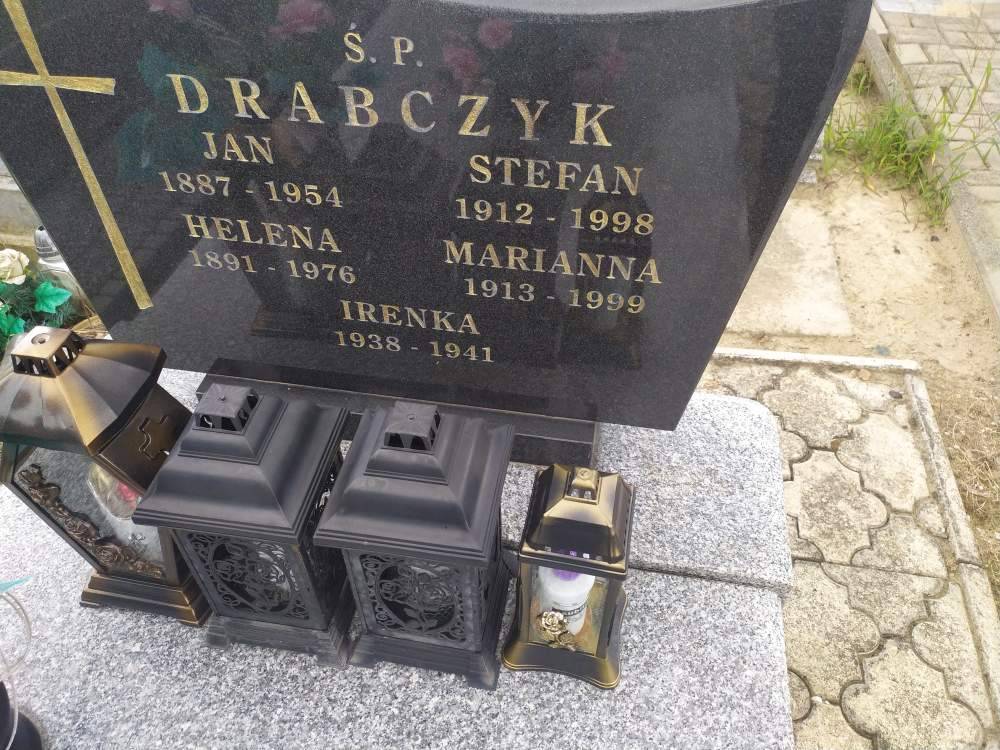 Ś. P.
DRABCZYK
JAN
1887 - 1954
HELENA
1891 - 1976
STEFAN
1912 - 1998
MARIANNA
1913 - 1999
IRENKA
1938 - 1941